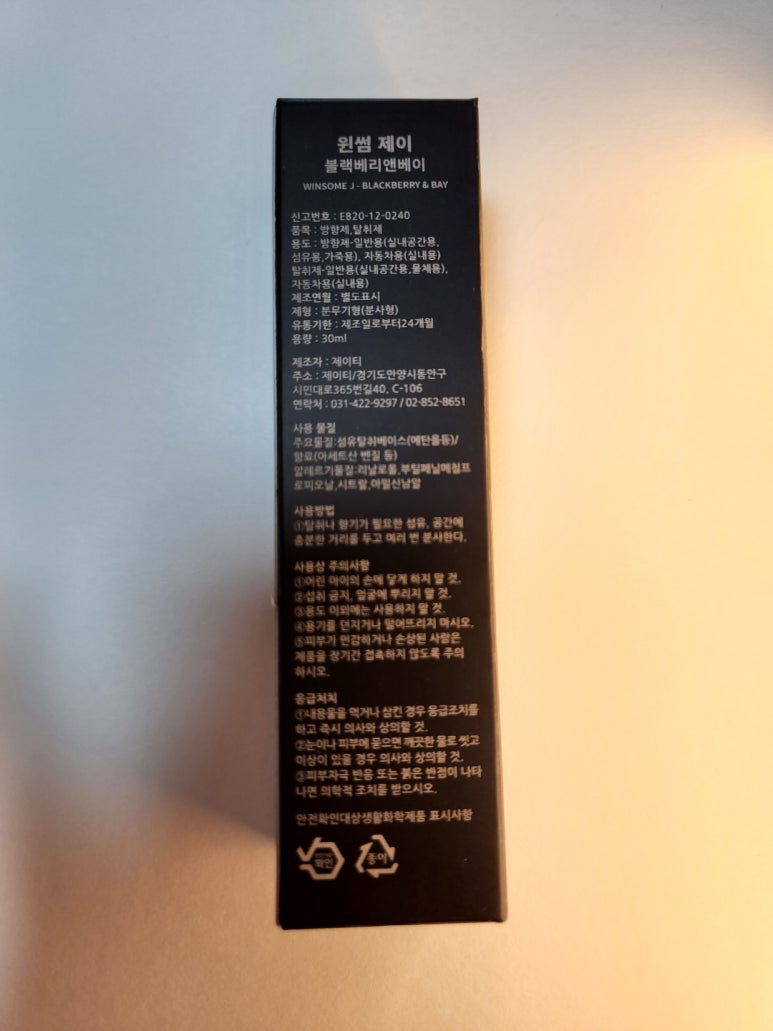 윈썸 제이
블랙베리앤베이
WINSOME J - BLACKBERRY & BAY
신고번호 : EB20-12-0240
품목 : 방향제,탈취제
용도 : 방향제-일반용(실내공간용,
섬유용,가죽용), 자동차용(실내용)
탈취제-일반용(실내공간용,물체용),
자동차용(실내용)
제조연월 : 별도표시
제형 : 분무기형(분사형)
유통기한 : 제조일로부터24개월
용량 : 30ml
제조자 : 제이티
주소 : 제이티/경기도안양시동안구
시민대로365번길40, C-106
연락처 : 031-422-9297 / 02-852-8651
사용 물질
주요물질:섬유탈취베이스(에탄올등)/
향료(아세트산 벤질 등)
알레르기물질:리날로올,부틸페닐메칠프
로피오날,시트랄,아밀신남알
사용방법
①탈취나 향기가 필요한 섬유, 공간에
충분한 거리를 두고 여러 번 분사한다.
사용상 주의사항
①어린 아이의 손에 닿게 하지 말 것.
②섭취 금지, 얼굴에 뿌리지 말 것.
③용도 이외에는 사용하지 말 것.
④용기를 던지거나 떨어뜨리지 마시오.
⑤피부가 민감하거나 손상된 사람은
제품을 장기간 접촉하지 않도록 주의
하시오.
응급처치
①내용물을 먹거나 삼킨 경우 응급조치를
하고 즉시 의사와 상의할 것.
②눈이나 피부에 묻으면 깨끗한 물로 씻고
이상이 있을 경우 의사와 상의할 것.
③피부자극 반응 또는 붉은 반점이 나타
나면 의학적 조치를 받으시오.
안전확인대상생활화학제품 표시사항
확인
종이